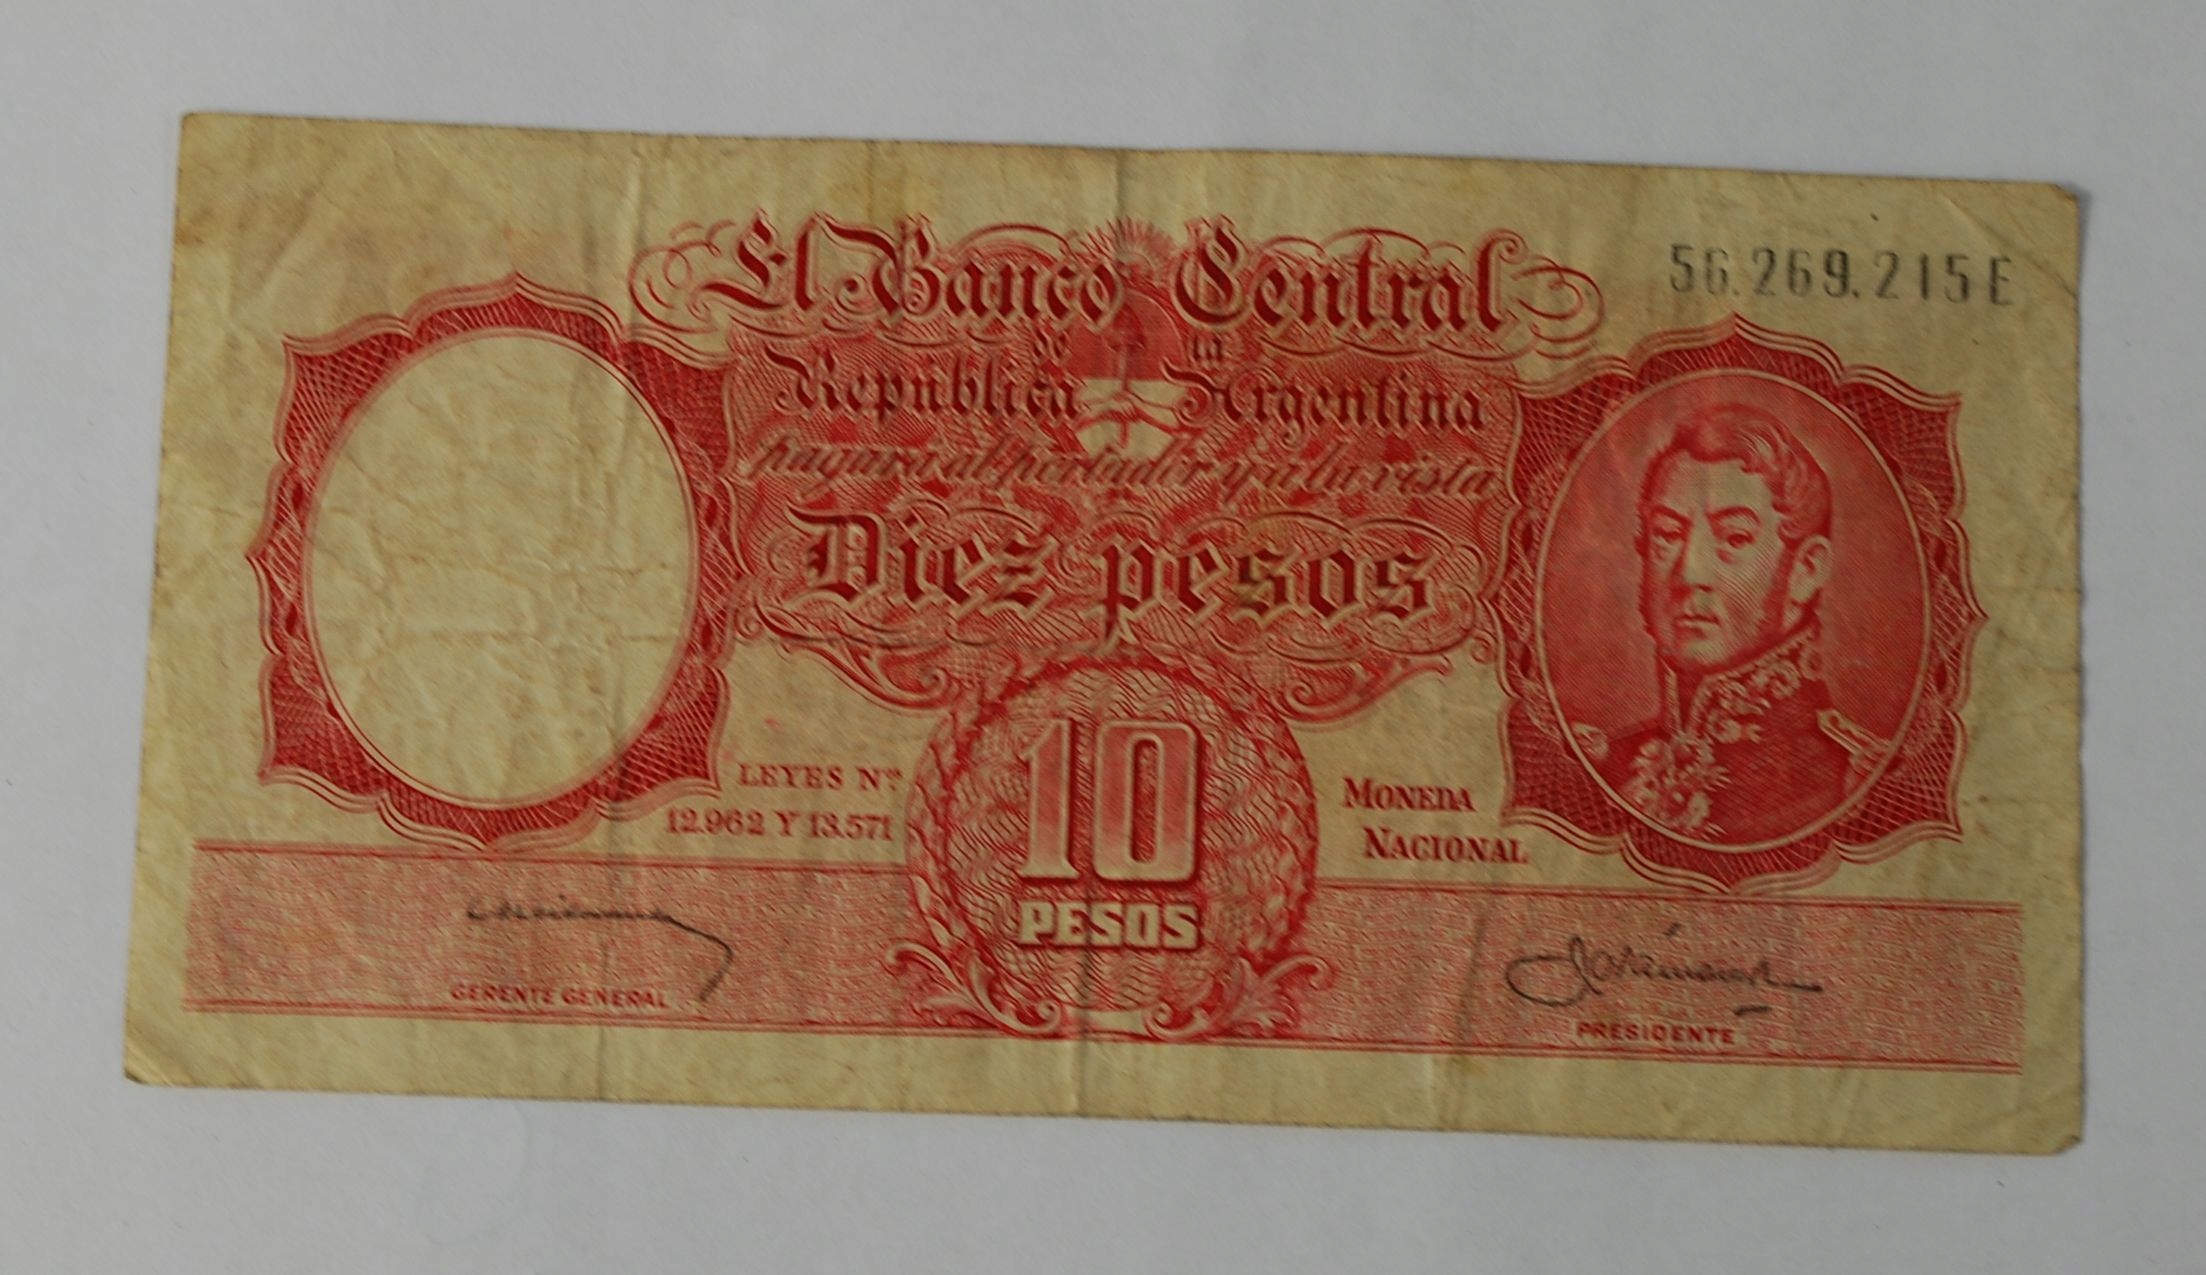 El Banco Central
de la
República Argentina
pagará al portador y a la vista
Diez pesos
56.269.215E
LEYES Nos.
12.962 Y 13.571
10
PESOS
MONEDA
NACIONAL
GERENTE GENERAL
PRESIDENTE